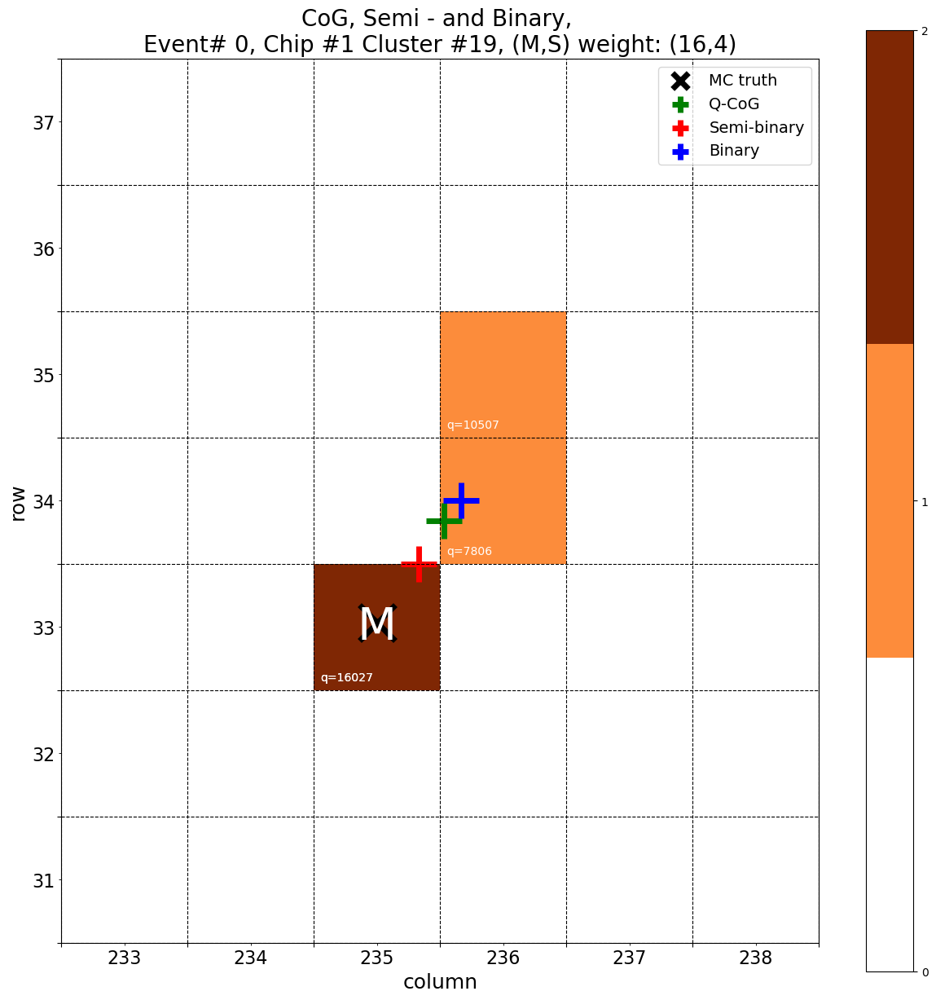 CoG, Semi - and Binary,
Event# 0, Chip #1 Cluster #19, (M,S) weight: (16,4)
MC truth
Q-CoG
Semi-binary
Binary
2
1
0
37
36
35
34
33
32
31
row
q=10507
q=7806
M
q=16027
233 234 235 236 237 238
column